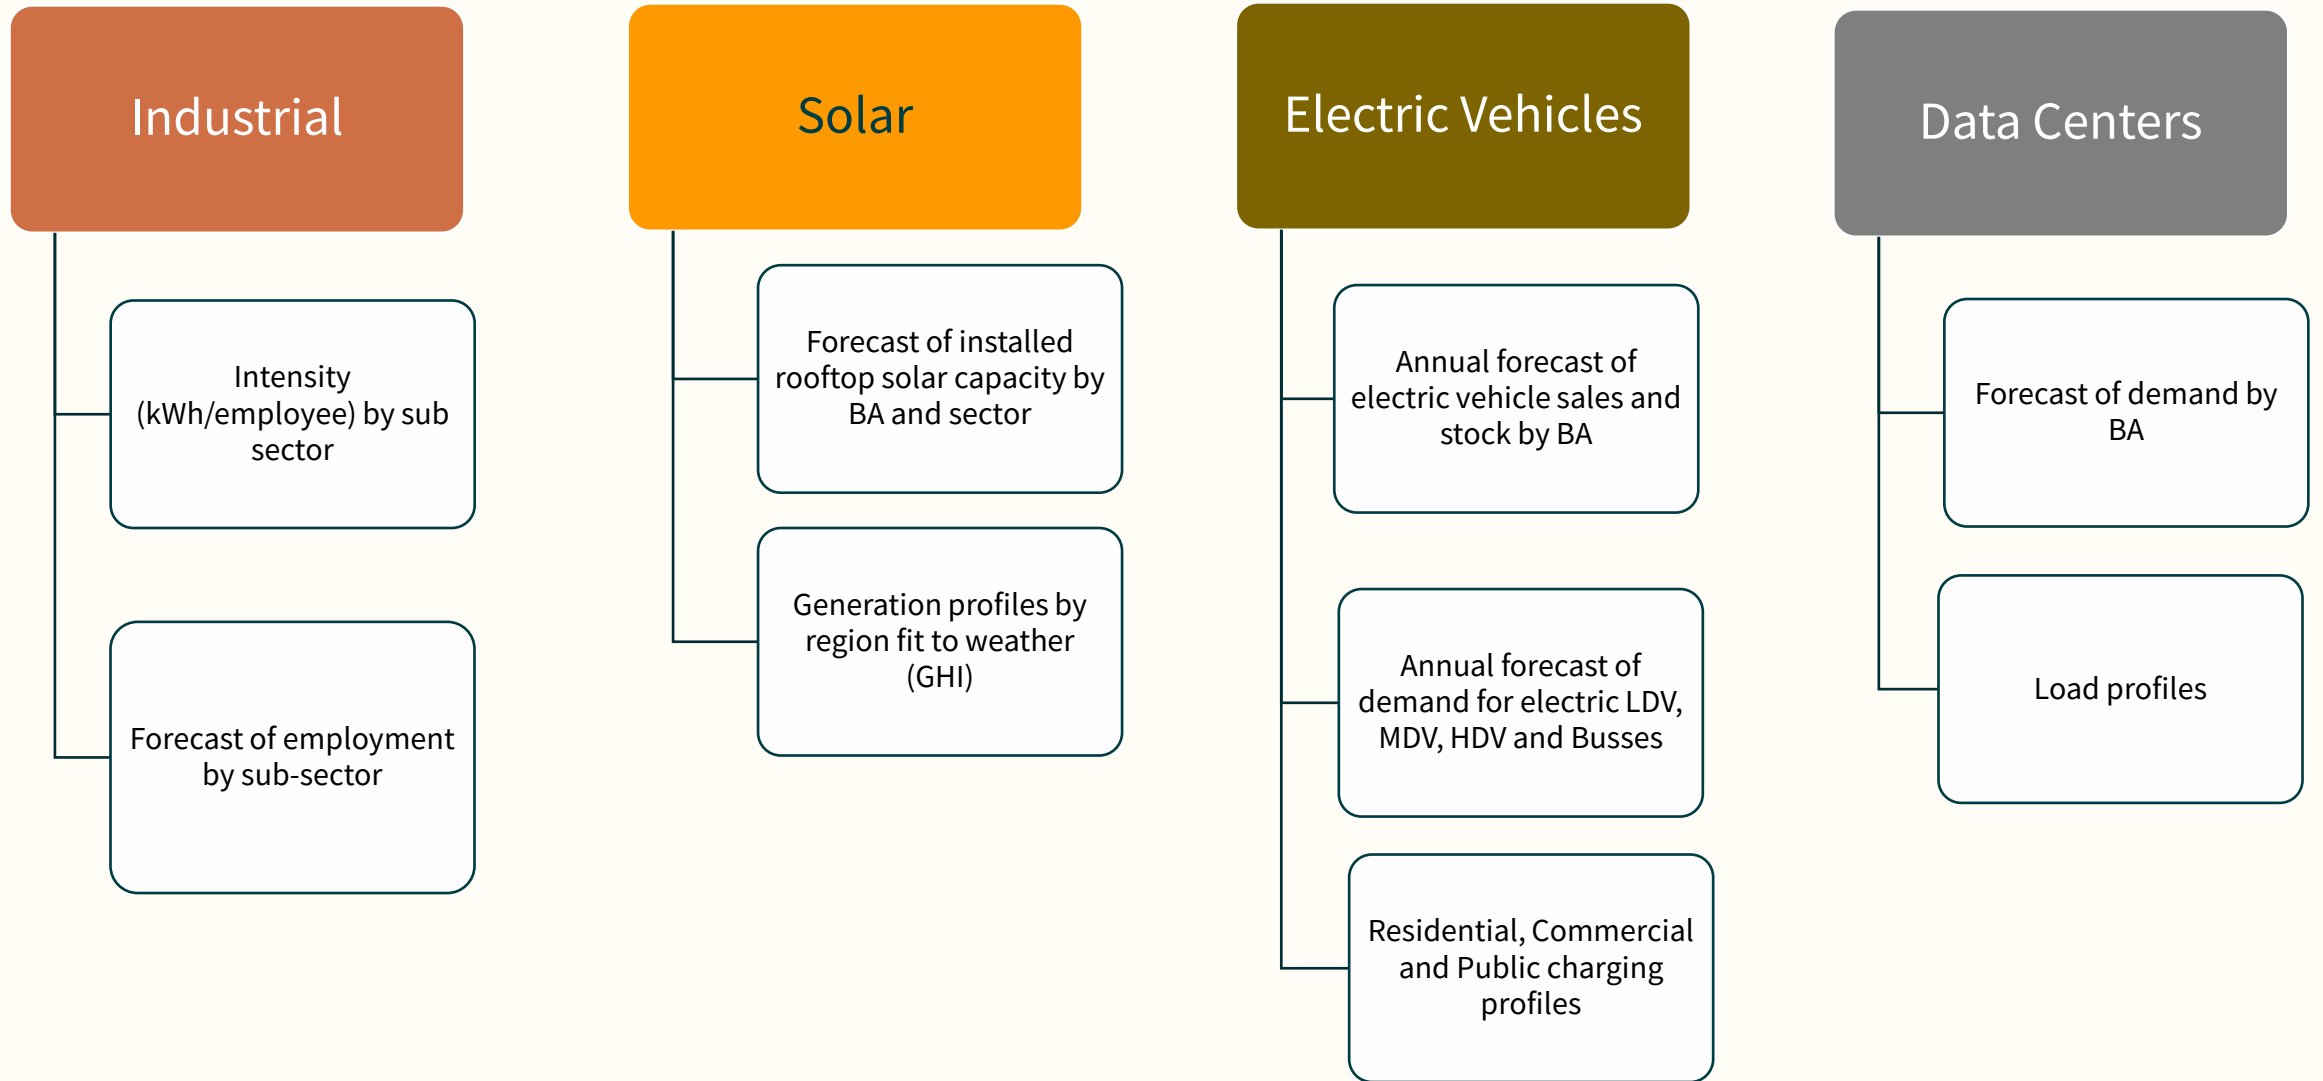 Industrial
Intensity
(kWh/employee) by sub
sector
Forecast of employment
by sub-sector
Solar
Forecast of installed
rooftop solar capacity by
BA and sector
Generation profiles by
region fit to weather
(GHI)
Electric Vehicles
Annual forecast of
electric vehicle sales and
stock by BA
Annual forecast of
demand for electric LDV,
MDV, HDV and Busses
Residential, Commercial
and Public charging
profiles
Data Centers
Forecast of demand by
BA
Load profiles